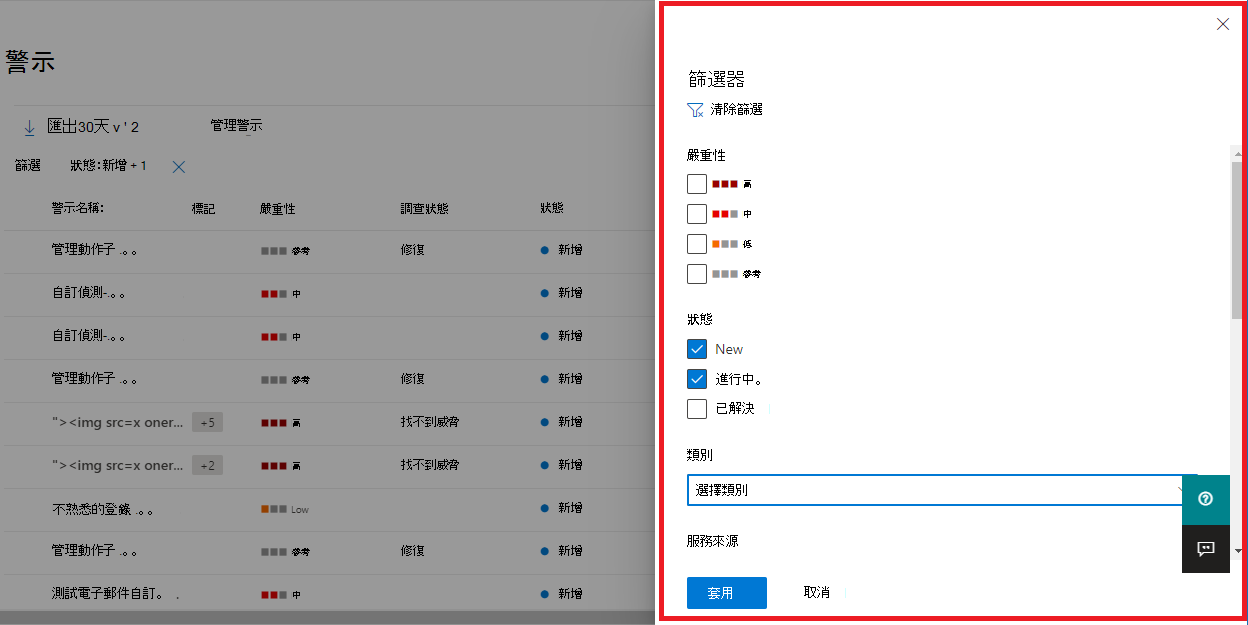 警示
匯出30天 v ' 2 管理警示
篩選 狀態:新增 + 1
警示名稱: 標記 嚴重性 調查狀態 狀態
管理動作子 .。。 參考 修復 新增
自訂偵測-.。。 中 新增
自訂偵測-.。。 中 新增
管理動作子 .。。 參考 修復 新增
"><img src=x oner... +5 高 找不到威脅 新增
"><img src=x oner... +2 高 找不到威脅 新增
不熟悉的登錄 .。。 Low 新增
管理動作子 .。。 參考 修復 新增
測試電子郵件自訂。 . 中 新增
篩選器
清除篩選
嚴重性
高
中
低
參考
狀態
New
進行中。
已解決
類別
選擇類別
服務來源
套用 取消